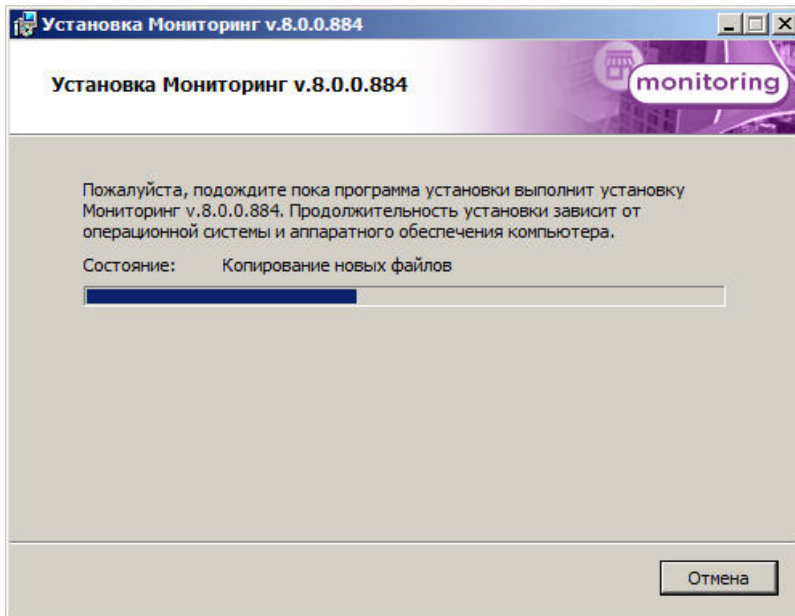 Установка Мониторинг v.8.0.0.884
Установка Мониторинг v.8.0.0.884
monitoring
Пожалуйста, подождите пока программа установки выполнит установку
Мониторинг v.8.0.0.884. Продолжительность установки зависит от
операционной системы и аппаратного обеспечения компьютера.
Состояние: Копирование новых файлов
Отмена